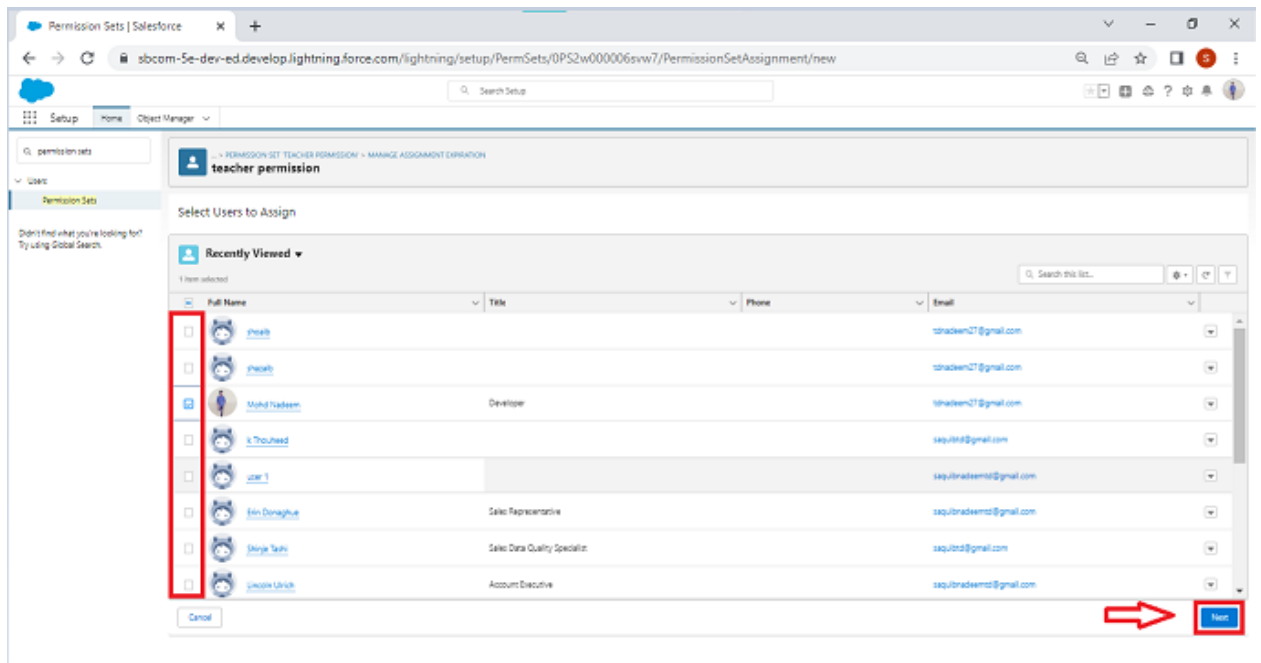 Permission Sets | Salesforce
sbcom-5e-dev-ed.develop.lightning.force.com/lightning/setup/PermSets/0PS2w000006svw7/PermissionSetAssignment/new
S
Search Setup
Setup Home Object Manager
permission sets
Users
Permission Sets
Didn't find what you're looking for?
Try using Global Search.
... > PERMISSION SET 'TEACHER PERMISSION' > MANAGE ASSIGNMENT EXPIRATION
teacher permission
Select Users to Assign
Recently Viewed
1 item selected
Search this list...
Full Name Title Phone Email
shoaib tdnadeem27@gmail.com
tdnadeem27@gmail.com
Mohd Nadeem Developer tdnadeem27@gmail.com
k Thouheed saquibtd@gmail.com
user 1 saquibnadeemtd@gmail.com
Erin Donaghue Sales Representative saquibnadeemtd@gmail.com
Shinje Tashi Sales Data Quality Specialist saquibtd@gmail.com
Lincoln Ulrich Account Executive saquibnadeemtd@gmail.com
Cancel Next